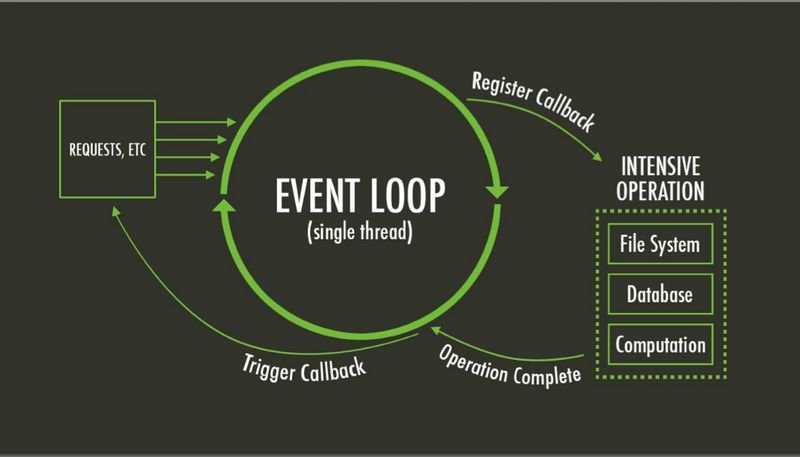 REQUESTS, ETC
EVENT LOOP
(single thread)
Register Callback
INTENSIVE
OPERATION
File System
Database
Computation
Operation Complete
Trigger Callback